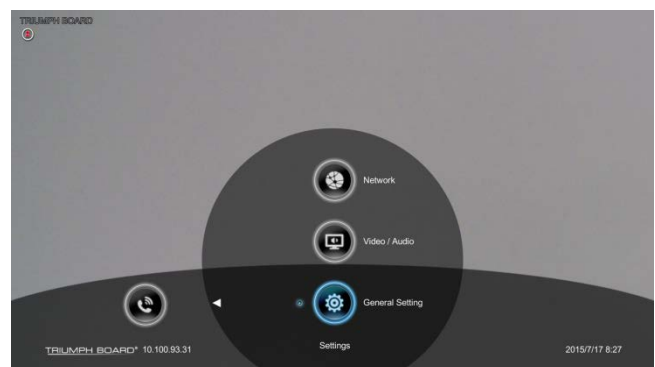 TRIUMPH BOARD
Network
Video / Audio
General Setting
Settings
TRIUMPH BOARD® 10.100.93.31
2015/7/17 8:27